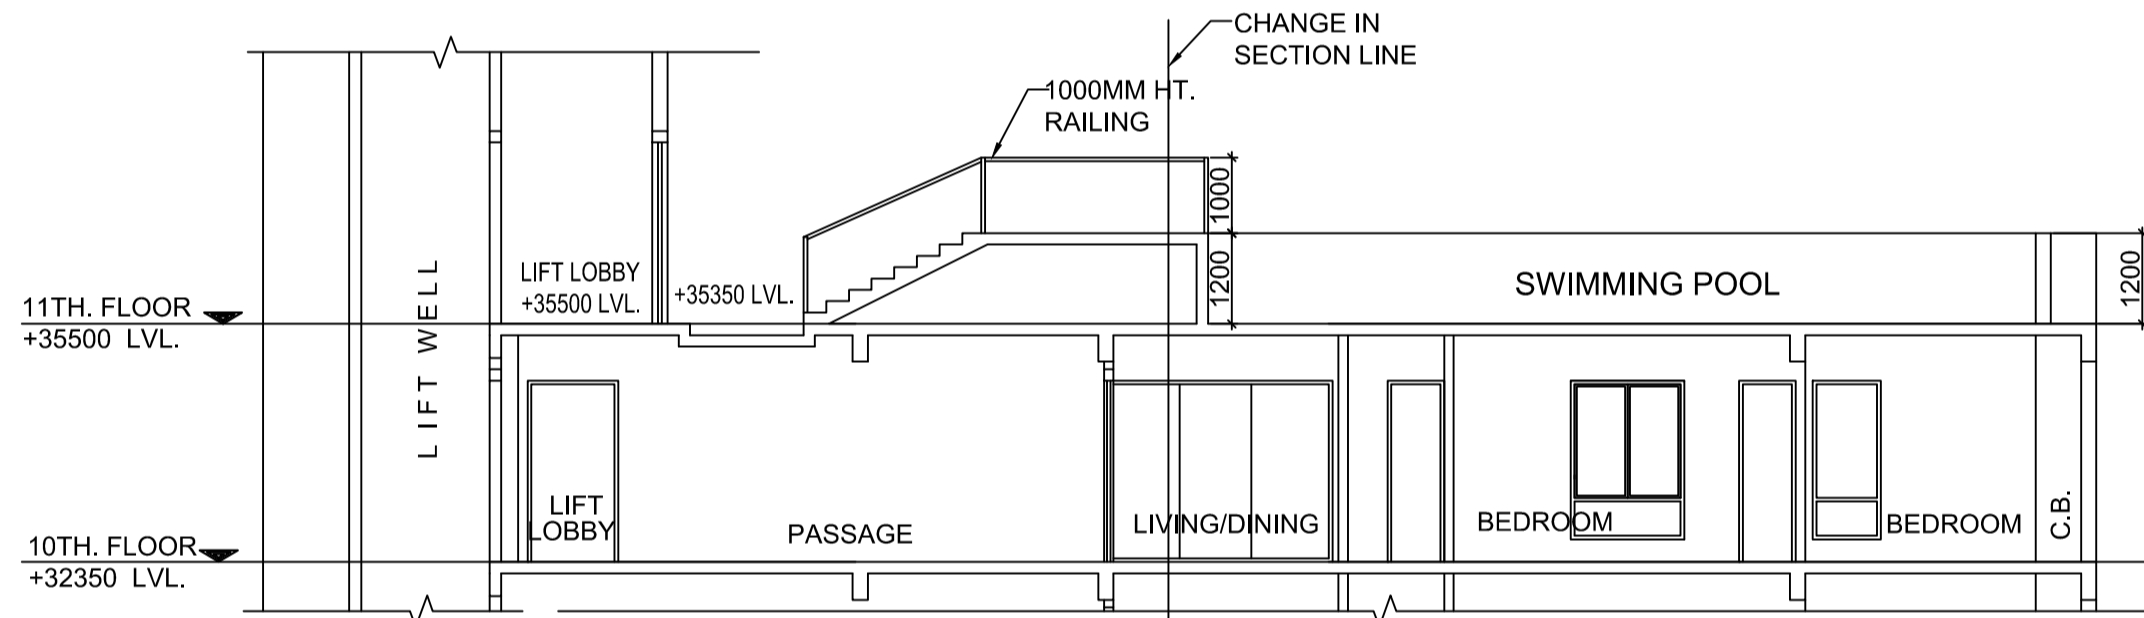 CHANGE IN
SECTION LINE
1000MM HT.
RAILING
1000
1200
LIFT LOBBY
+35500 LVL.
+35350 LVL.
SWIMMING POOL
1200
11TH. FLOOR
+35500 LVL.
LIFT WELL
LIFT
LOBBY
PASSAGE
LIVING/DINING
BEDROOM
BEDROOM
C.B.
10TH. FLOOR
+32350 LVL.